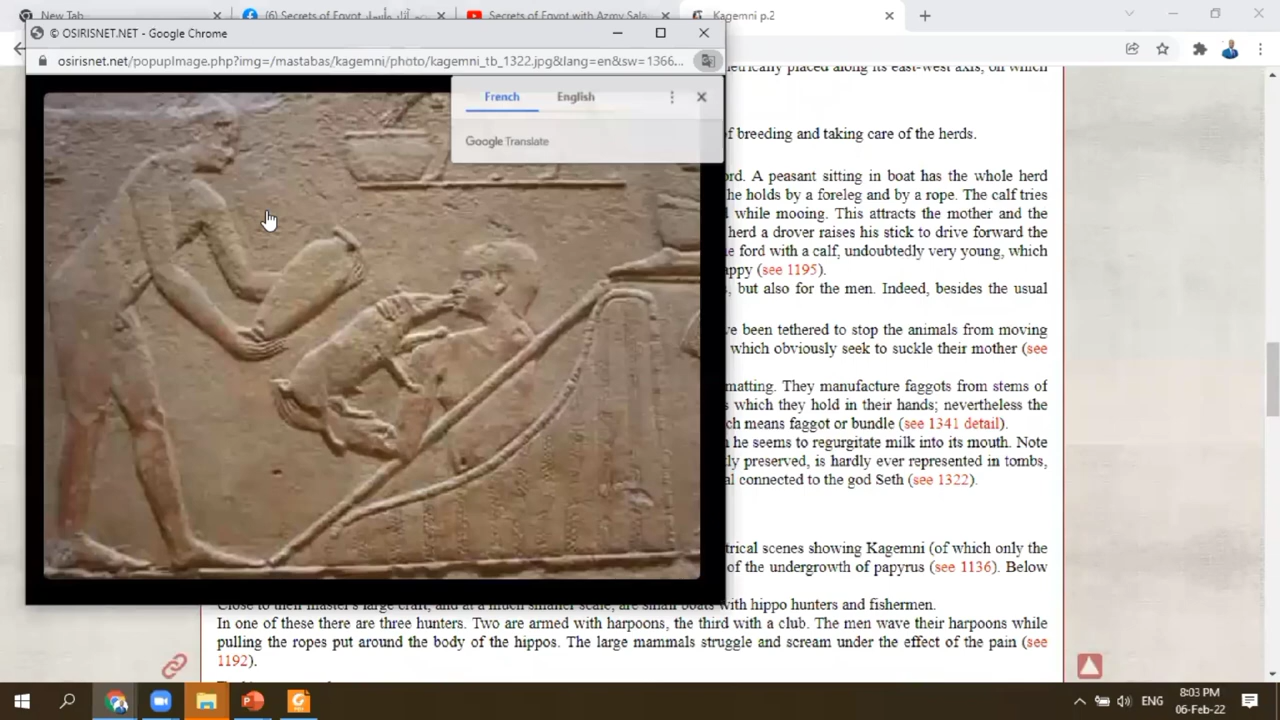 New Tab
(6) Secrets of Egypt أسرار آثار
Secrets of Egypt with Azmy Sala
Kagemni p.2
© OSIRISNET.NET - Google Chrome
osirisnet.net/popupImage.php?img=/mastabas/kagemni/photo/kagemni_tb_1322.jpg&lang=en&sw=1366...
French English
Google Translate
metrically placed along its east-west axis, on which
of breeding and taking care of the herds.
ord. A peasant sitting in boat has the whole herd
he holds by a foreleg and by a rope. The calf tries
d while mooing. This attracts the mother and the
herd a drover raises his stick to drive forward the
e ford with a calf, undoubtedly very young, which
appy (see 1195).
s, but also for the men. Indeed, besides the usual
ve been tethered to stop the animals from moving
which obviously seek to suckle their mother (see
matting. They manufacture faggots from stems of
s which they hold in their hands; nevertheless the
ch means faggot or bundle (see 1341 detail).
n he seems to regurgitate milk into its mouth. Note
tly preserved, is hardly ever represented in tombs,
al connected to the god Seth (see 1322).
trical scenes showing Kagemni (of which only the
of the undergrowth of papyrus (see 1136). Below
Close to their master's large craft, and at a much smaller scale, are small boats with hippo hunters and fishermen.
In one of these there are three hunters. Two are armed with harpoons, the third with a club. The men wave their harpoons while
pulling the ropes put around the body of the hippos. The large mammals struggle and scream under the effect of the pain (see
1192).
ENG
8:03 PM
06-Feb-22